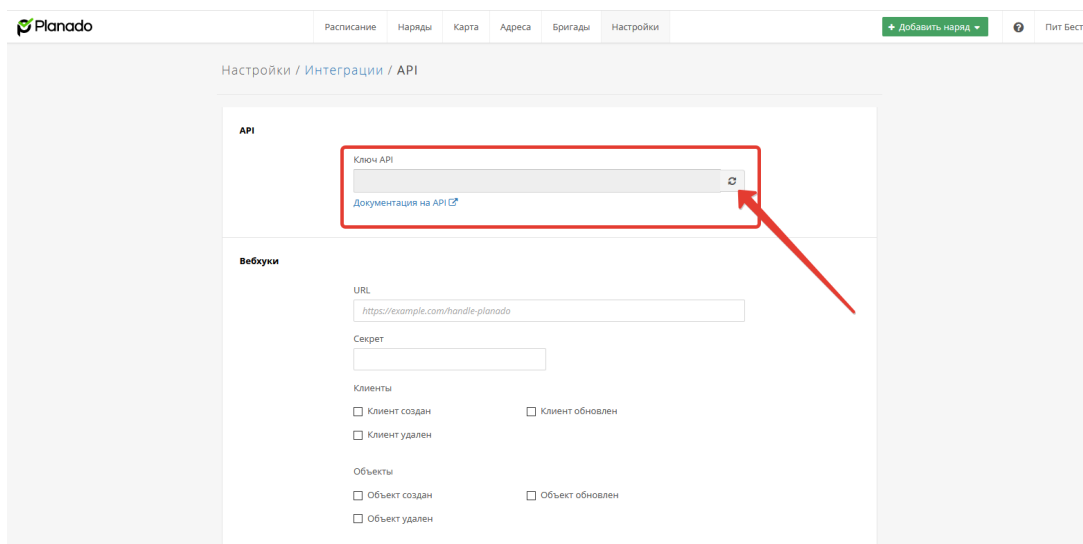 Planado
Расписание Наряды Карта Адреса Бригады Настройки + Добавить наряд Пит Бест
Настройки / Интеграции / API
API
Ключ API
Документация на API
Вебхуки
URL
https://example.com/handle-planado
Секрет
Клиенты
Клиент создан Клиент обновлен
Клиент удален
Объекты
Объект создан Объект обновлен
Объект удален